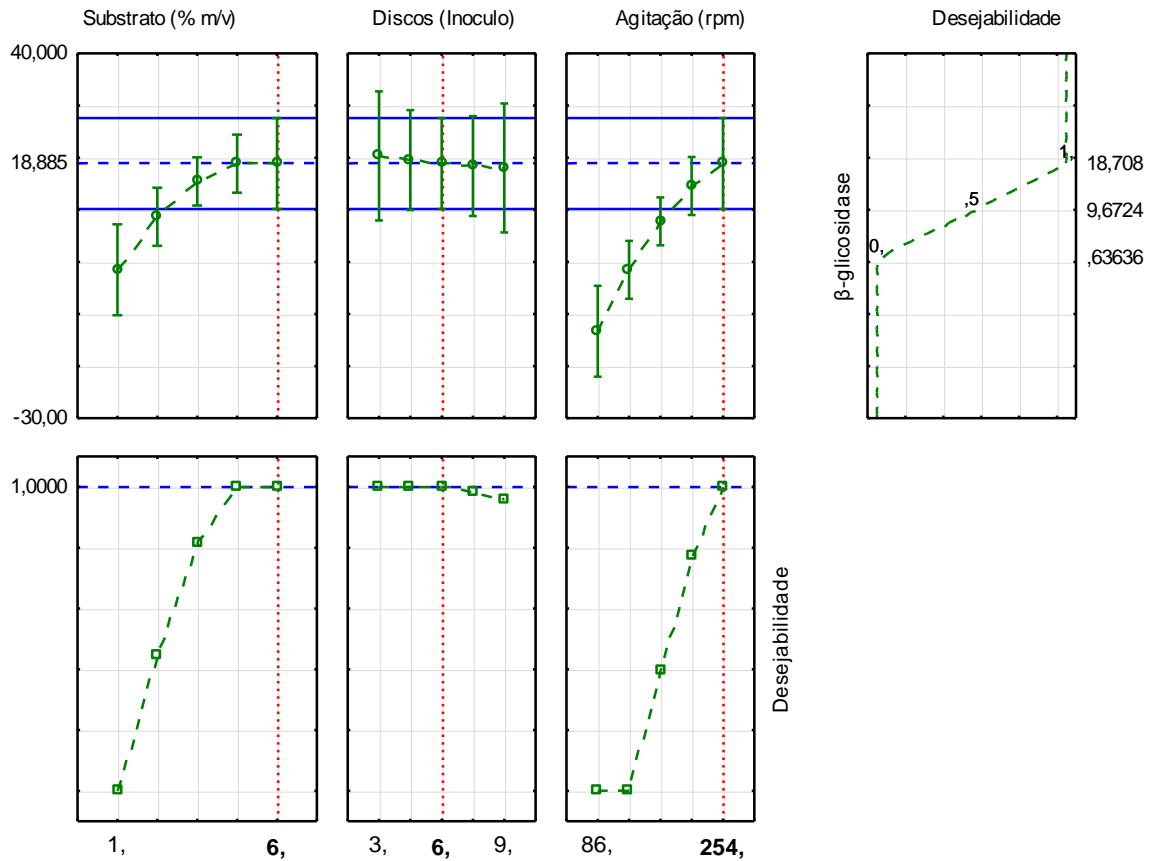 Substrato (% m/v)
Discos (Inoculo)
Agitação (rpm)
Desejabilidade
40,000
18,885
-30,00
β-glicosidase
1,
,5
0,
18,708
9,6724
,63636
1,0000
Desejabilidade
1,
6,
3,
6,
9,
86,
254,